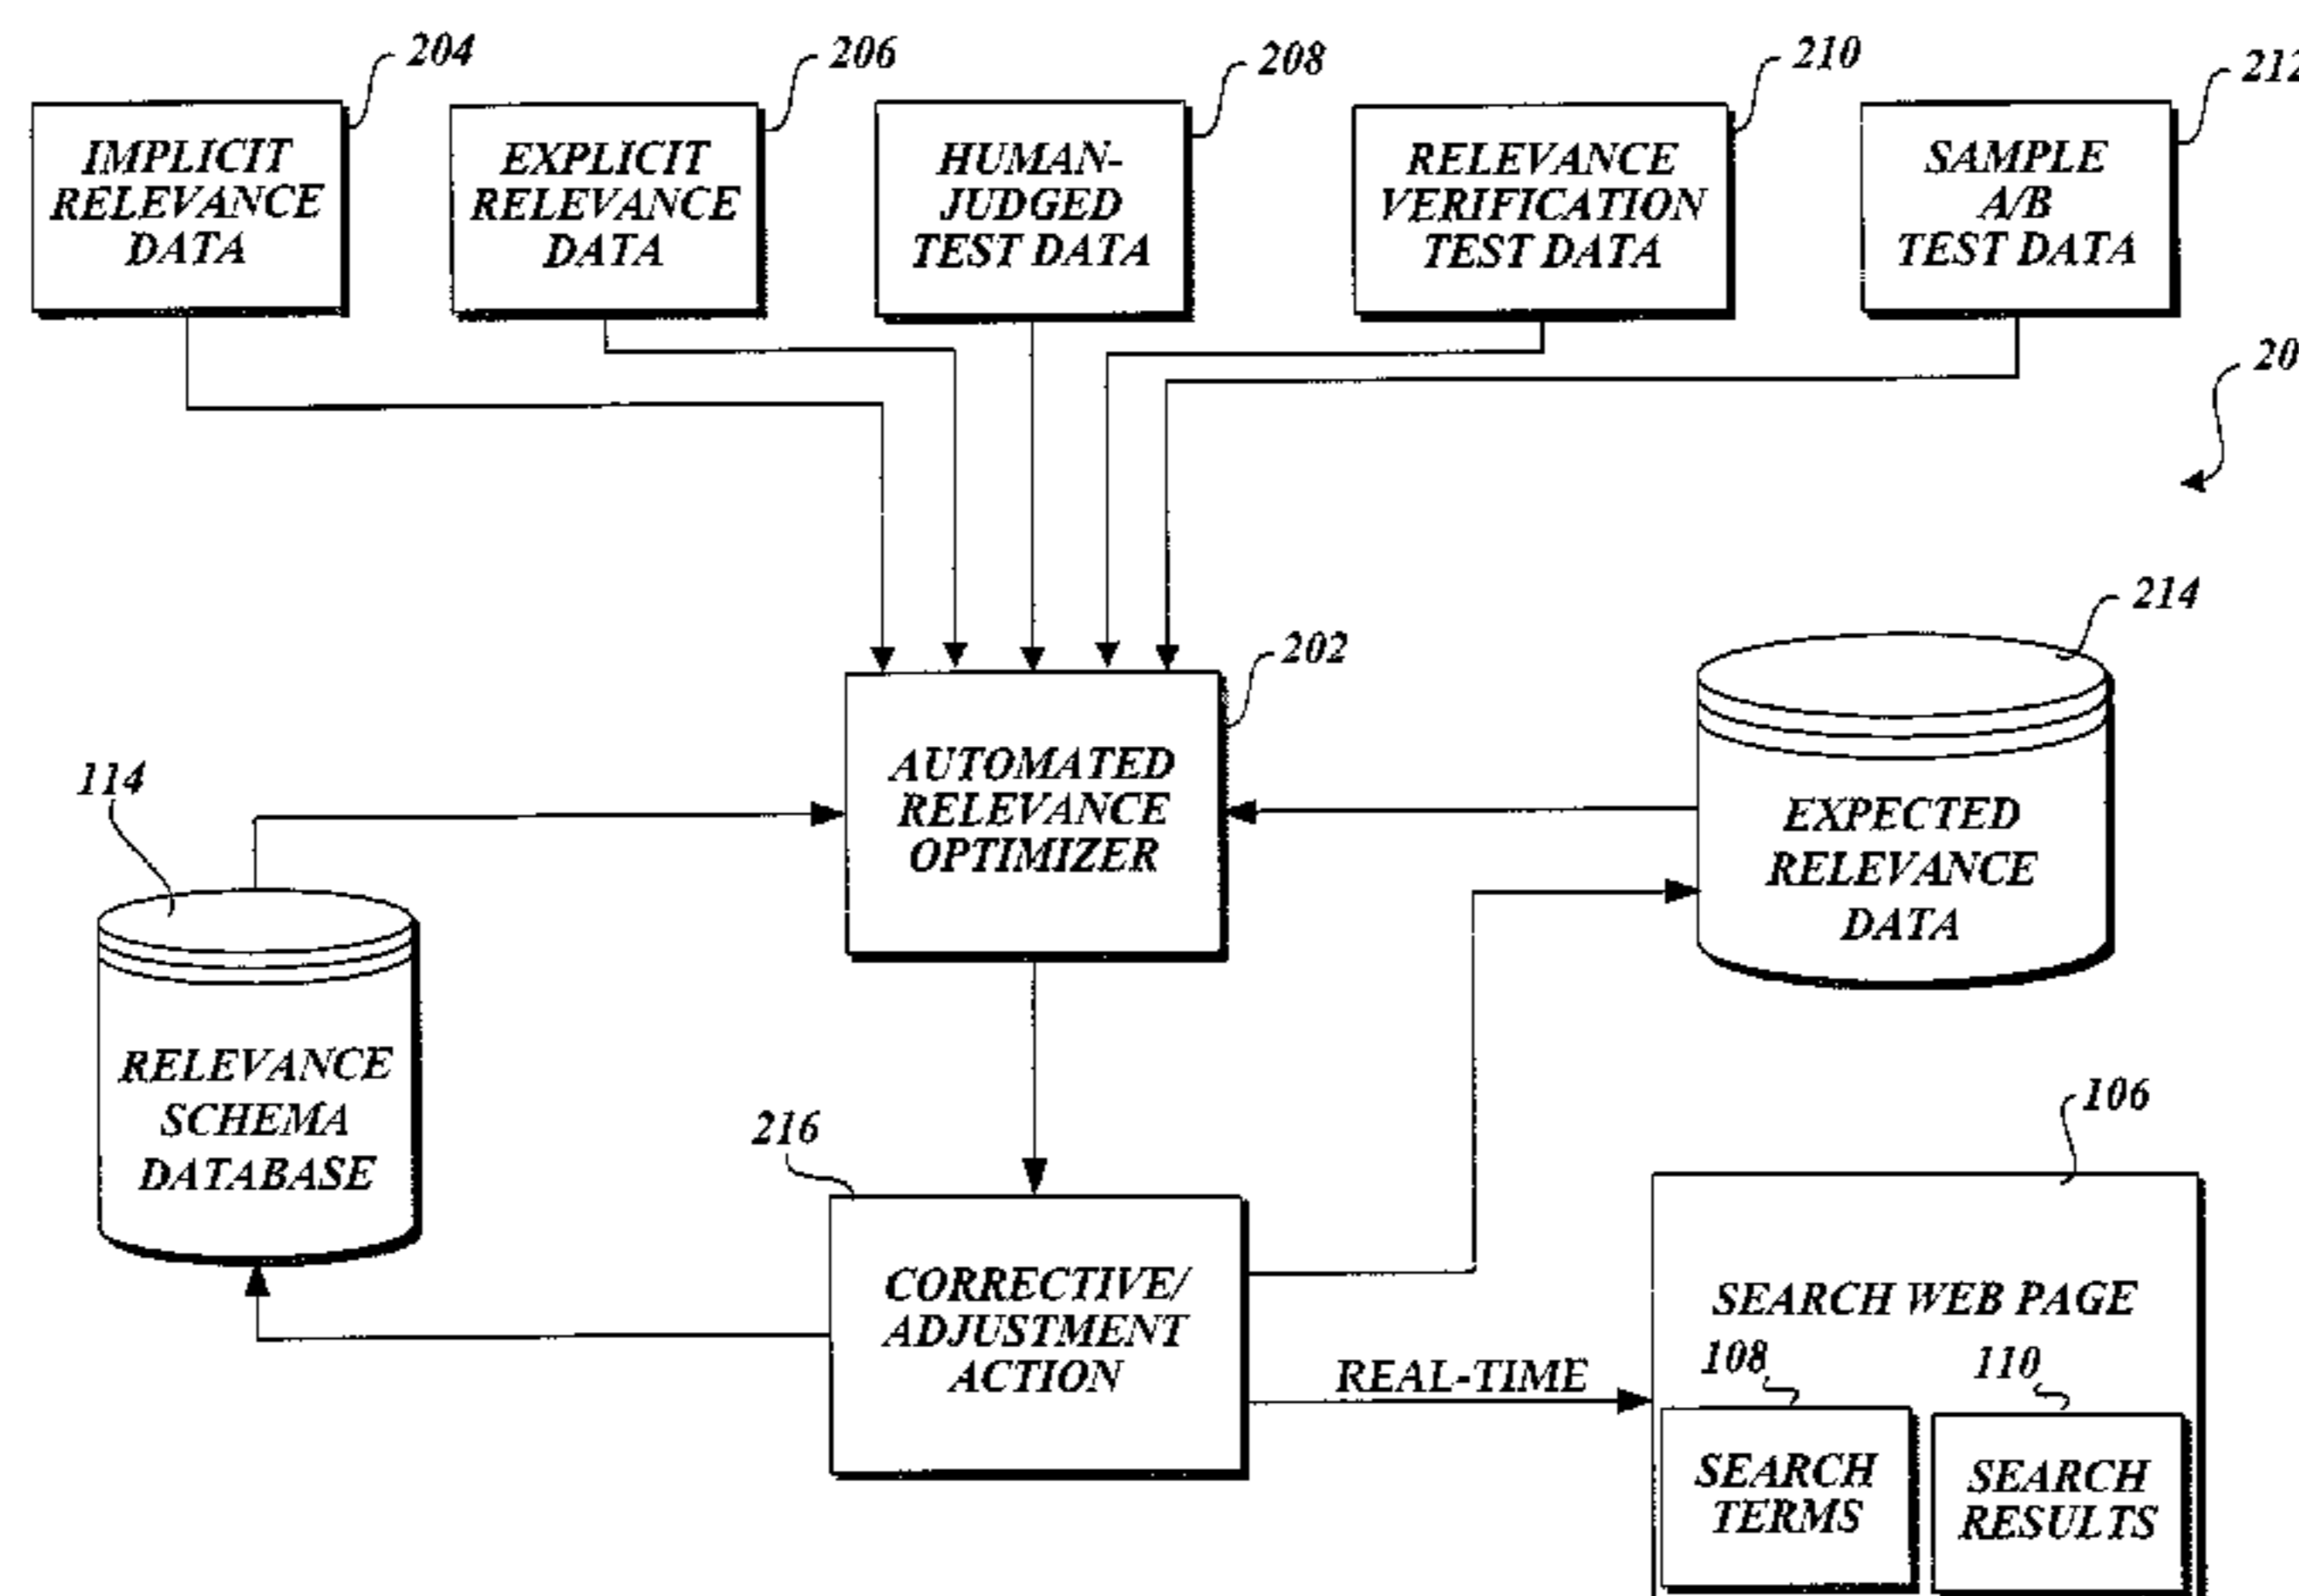 204
206
208
210
212
IMPLICIT
RELEVANCE
DATA
EXPLICIT
RELEVANCE
DATA
HUMAN-
JUDGED
TEST DATA
RELEVANCE
VERIFICATION
TEST DATA
SAMPLE
A/B
TEST DATA
20
202
214
AUTOMATED
RELEVANCE
OPTIMIZER
EXPECTED
RELEVANCE
DATA
114
RELEVANCE
SCHEMA
DATABASE
216
CORRECTIVE/
ADJUSTMENT
ACTION
REAL-TIME
106
SEARCH WEB PAGE
108
110
SEARCH
TERMS
SEARCH
RESULTS